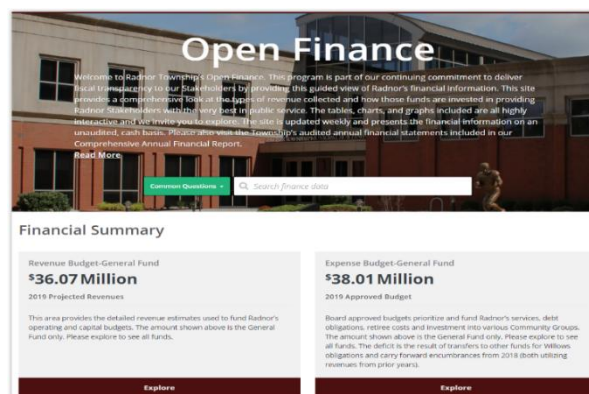 Open Finance
Welcome to Radnor Township's Open Finance. This program is part of our continuing commitment to deliver
fiscal transparency to our Stakeholders by providing this guided view of Radnor's financial information. This site
provides a comprehensive look at the types of revenue collected and how those funds are invested in providing
Radnor Stakeholders with the very best in public service. The tables, charts, and graphs included are all highly
interactive and we invite you to explore. The site is updated weekly and presents the financial information on an
unaudited, cash basis. Please also visit the Township's audited annual financial statements included in our
Comprehensive Annual Financial Report.
Read More
Common Questions
Search finance data
Financial Summary
Revenue Budget-General Fund
$36.07 Million
2019 Projected Revenues
This area provides the detailed revenue estimates used to fund Radnor's
operating and capital budgets. The amount shown above is the General
Fund only. Please explore to see all funds.
Explore
Expense Budget-General Fund
$38.01 Million
2019 Approved Budget
Board approved budgets prioritize and fund Radnor's services, debt
obligations, retiree costs and investment into various Community Groups.
The amount shown above is the General Fund only. Please explore to see
all funds. The deficit is the result of transfers to other funds for Willows
obligations and carry forward encumbrances from 2018 (both utilizing
revenues from prior years).
Explore